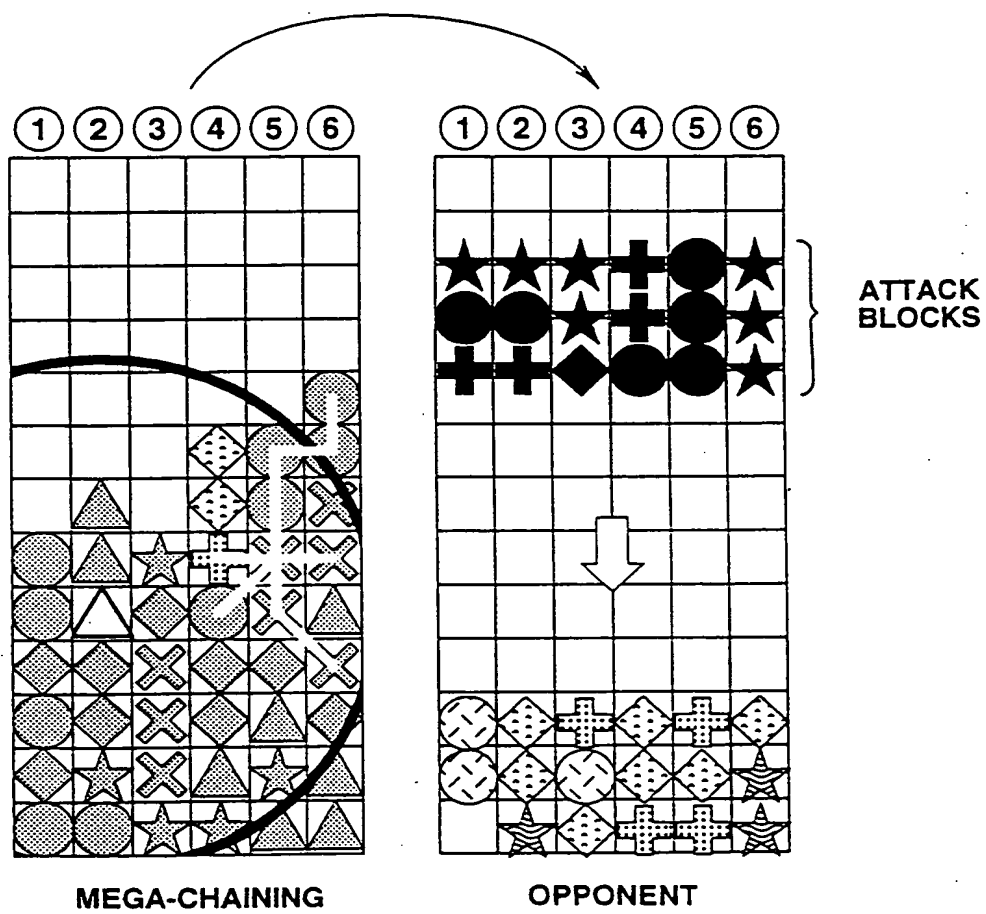 1 2 3 4 5 6
1 2 3 4 5 6
ATTACK
BLOCKS
MEGA-CHAINING
OPPONENT